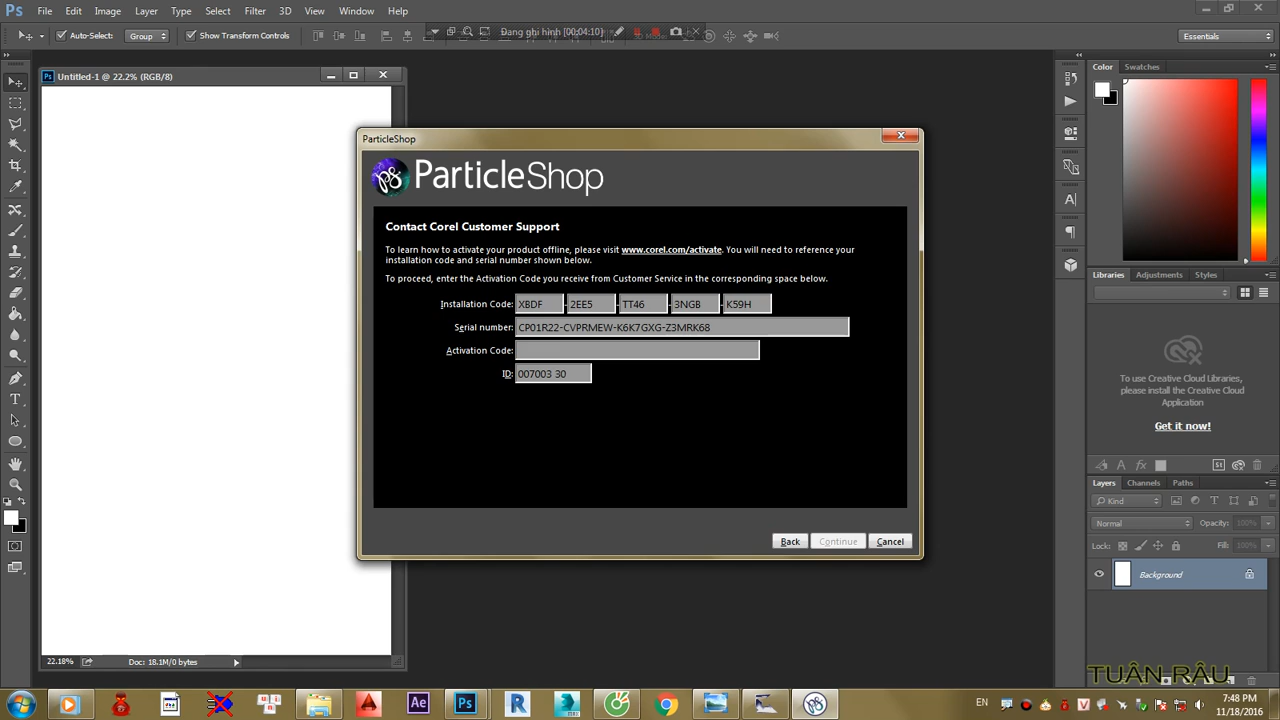 Ps File Edit Image Layer Type Select Filter 3D View Window Help
Auto-Select: Group Show Transform Controls Đang ghi hình [00:04:10] Essentials
Untitled-1 @ 22.2% (RGB/8)
Color Swatches
ParticleShop
ParticleShop
Contact Corel Customer Support
To learn how to activate your product offline, please visit www.corel.com/activate. You will need to reference your
installation code and serial number shown below.
To proceed, enter the Activation Code you receive from Customer Service in the corresponding space below.
Installation Code: XBDF - 2EE5 - TT46 - 3NGB - K59H
Serial number: CP01R22-CVPRMEW-K6K7GXG-Z3MRK68
Activation Code:
ID: 007003 30
Back Continue Cancel
Libraries Adjustments Styles
To use Creative Cloud Libraries,
please install the Creative Cloud
Application
Get it now!
Layers Channels Paths
Kind
Normal Opacity: 100%
Lock: Fill: 100%
Background
22.18% Doc: 18.1M/0 bytes
TUÂN RÂU
Ae Ps R EN
7:48 PM
11/18/2016